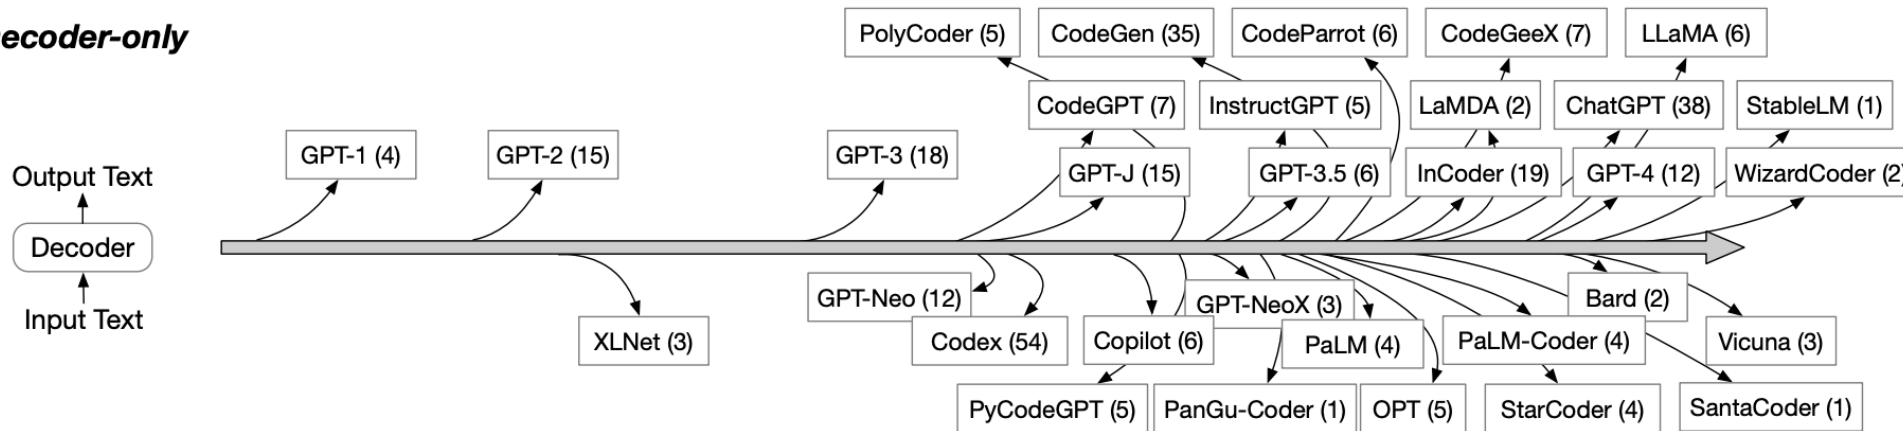 ecoder-only
PolyCoder (5)
CodeGen (35)
CodeParrot (6)
CodeGeeX (7)
LLaMA (6)
CodeGPT (7)
InstructGPT (5)
LaMDA (2)
ChatGPT (38)
StableLM (1)
GPT-1 (4)
GPT-2 (15)
GPT-3 (18)
GPT-J (15)
GPT-3.5 (6)
InCoder (19)
GPT-4 (12)
WizardCoder (2)
Output Text
Decoder
Input Text
GPT-Neo (12)
GPT-NeoX (3)
Bard (2)
XLNet (3)
Codex (54)
Copilot (6)
PaLM (4)
PaLM-Coder (4)
Vicuna (3)
PyCodeGPT (5)
PanGu-Coder (1)
OPT (5)
StarCoder (4)
SantaCoder (1)